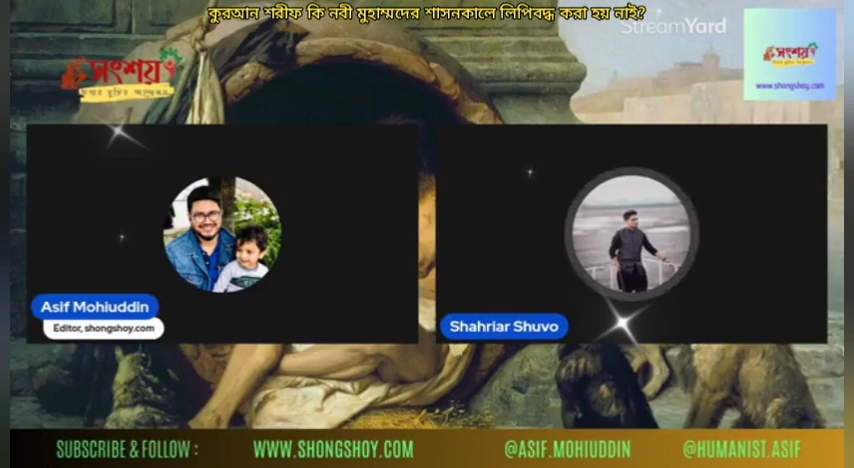 কুরআন শরীফ কি নবী মুহাম্মদের শাসনকালে লিপিবদ্ধ করা হয় নাই?
StreamYard
সংশয়
সংশয়
www.shongshoy.com
Asif Mohiuddin
Editor, shongshoy.com
Shahriar Shuvo
SUBSCRIBE & FOLLOW :
WWW.SHONGSHOY.COM
@ASIF.MOHIUDDIN
@HUMANIST.ASIF